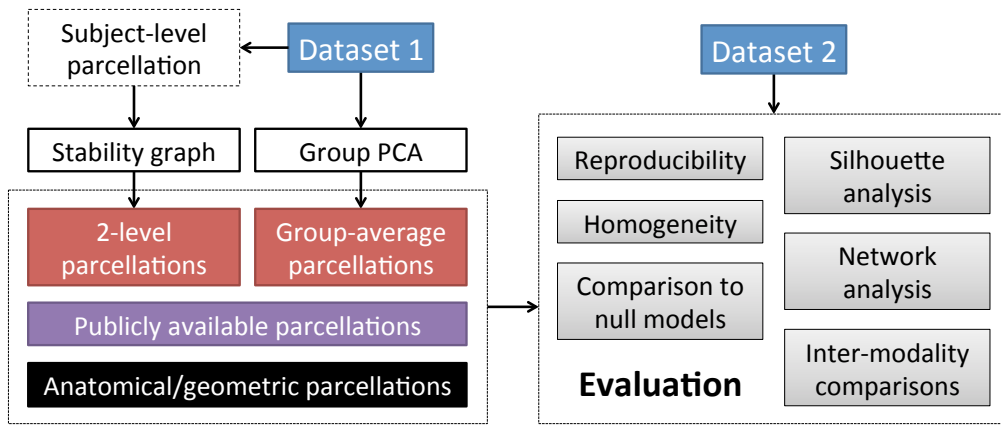 Subject-level
parcellation
Dataset 1
Dataset 2
Stability graph
Group PCA
2-level
parcellations
Group-average
parcellations
Publicly available parcellations
Anatomical/geometric parcellations
Reproducibility
Homogeneity
Comparison to
null models
Silhouette
analysis
Network
analysis
Inter-modality
comparisons
Evaluation